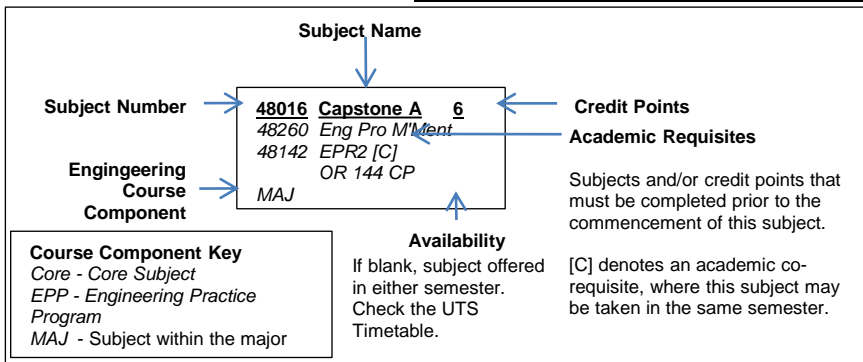 Subject Name
Subject Number
48016 Capstone A 6
48260 Eng Pro M'Ment
48142 EPR2 [C]
OR 144 CP
MAJ
Engingeering
Course
Component
Credit Points
Academic Requisites
Subjects and/or credit points that
must be completed prior to the
commencement of this subject.
[C] denotes an academic co-
requisite, where this subject may
be taken in the same semester.
Availability
If blank, subject offered
in either semester.
Check the UTS
Timetable.
Course Component Key
Core - Core Subject
EPP - Engineering Practice
Program
MAJ - Subject within the major